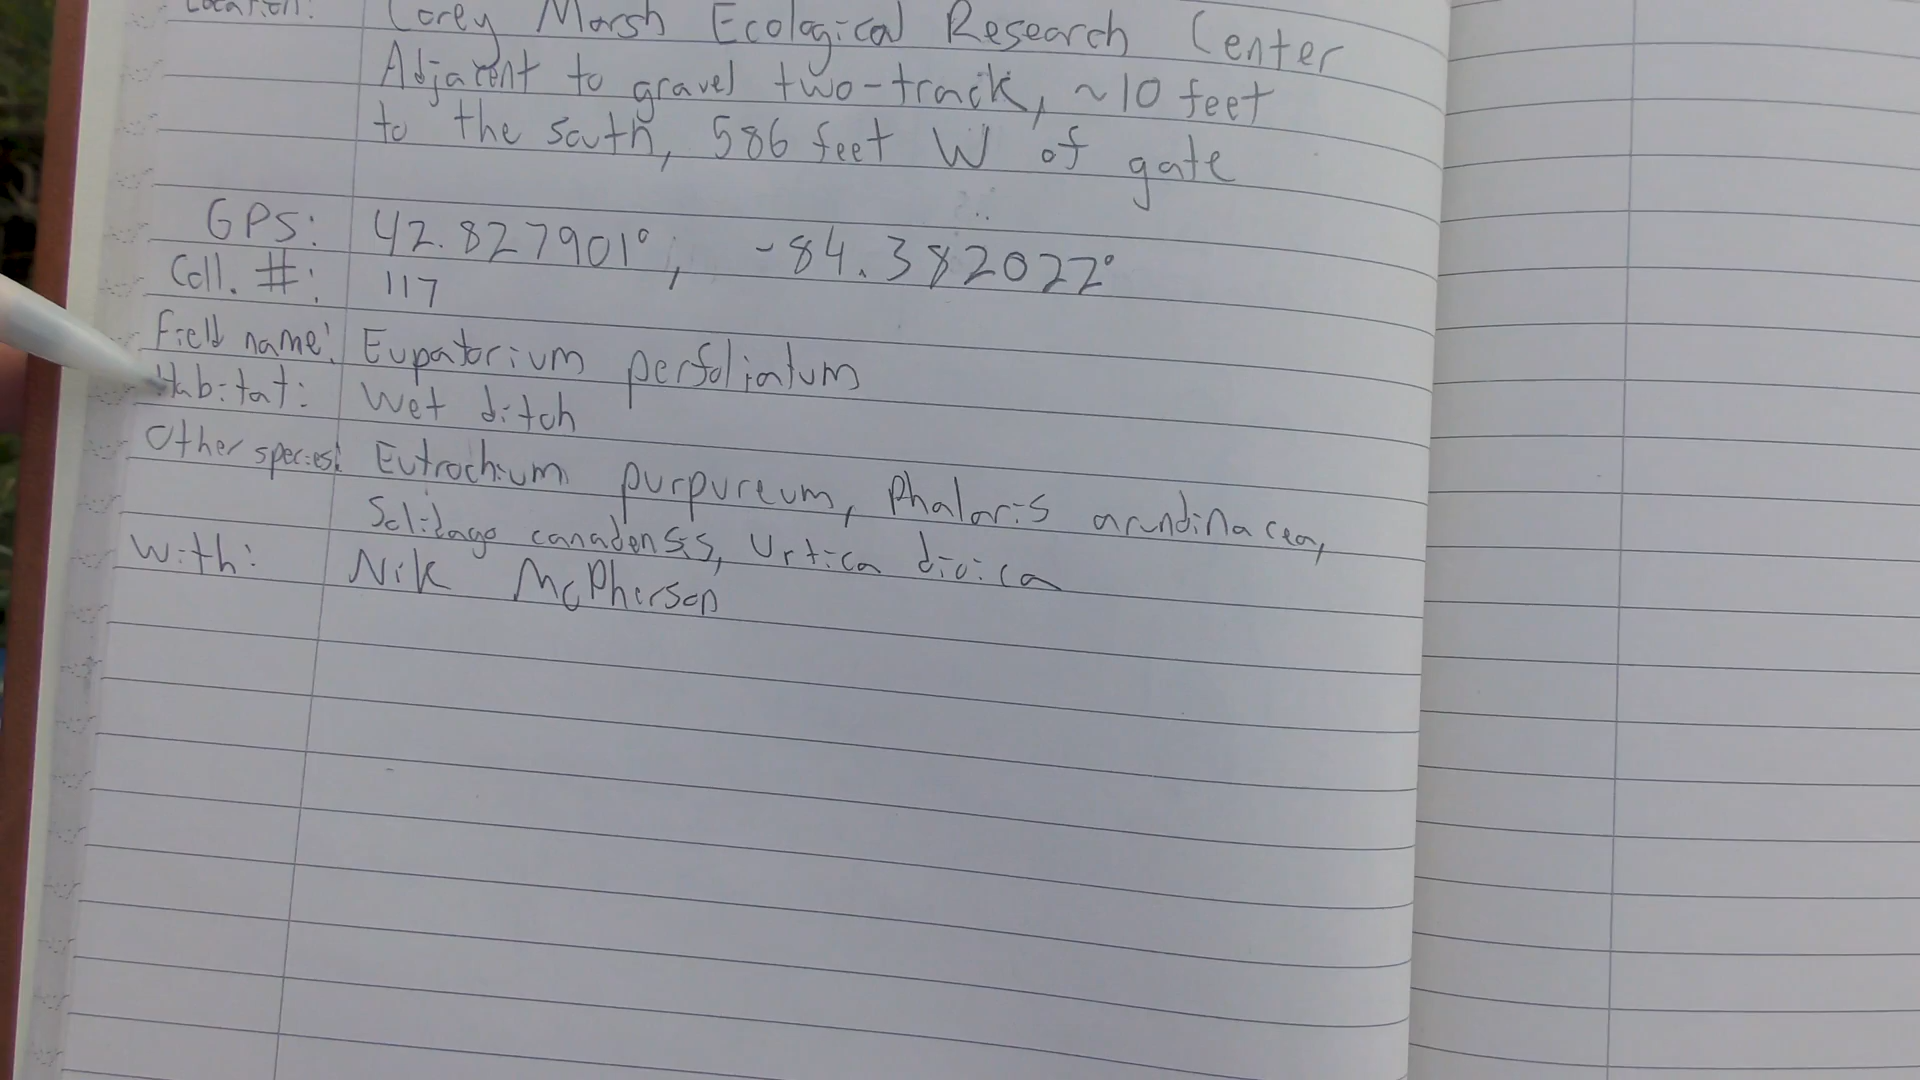 Location: Corey Marsh Ecological Research Center
Adjacent to gravel two-track, ~10 feet
to the south, 586 feet W of gate
GPS: 42.827901°, -84.382022°
Coll. #: 117
Field name: Eupatorium perfoliatum
Habitat: Wet ditch
Other species: Eutrochium purpureum, Phalaris arundinacea,
Solidago canadensis, Urtica dioica
With: Nik McPherson